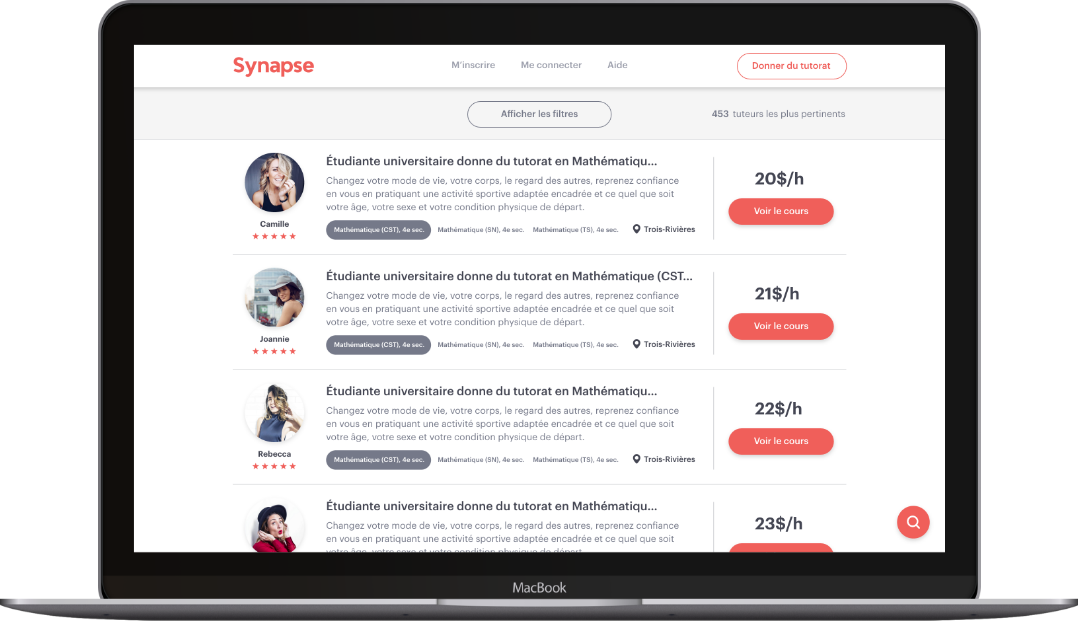 Synapse
M'inscrire
Me connecter
Aide
Donner du tutorat
Afficher les filtres
453 tuteurs les plus pertinents
Étudiante universitaire donne du tutorat en Mathématiqu...
Changez votre mode de vie, votre corps, le regard des autres, reprenez confiance
en vous en pratiquant une activité sportive adaptée encadrée et ce quel que soit
votre âge, votre sexe et votre condition physique de départ.
Camille
Mathématique (CST), 4e sec.
Mathématique (SN), 4e sec.
Mathématique (TS), 4e sec.
Trois-Rivières
20$/h
Voir le cours
Étudiante universitaire donne du tutorat en Mathématique (CST...
Changez votre mode de vie, votre corps, le regard des autres, reprenez confiance
en vous en pratiquant une activité sportive adaptée encadrée et ce quel que soit
votre âge, votre sexe et votre condition physique de départ.
Joannie
Mathématique (CST), 4e sec.
Mathématique (SN), 4e sec.
Mathématique (TS), 4e sec.
Trois-Rivières
21$/h
Voir le cours
Étudiante universitaire donne du tutorat en Mathématiqu...
Changez votre mode de vie, votre corps, le regard des autres, reprenez confiance
en vous en pratiquant une activité sportive adaptée encadrée et ce quel que soit
votre âge, votre sexe et votre condition physique de départ.
Rebecca
Mathématique (CST), 4e sec.
Mathématique (SN), 4e sec.
Mathématique (TS), 4e sec.
Trois-Rivières
22$/h
Voir le cours
Étudiante universitaire donne du tutorat en Mathématiqu...
Changez votre mode de vie, votre corps, le regard des autres, reprenez confiance
en vous en pratiquant une activité sportive adaptée encadrée et ce quel que soit
votre âge, votre sexe et votre condition physique de départ.
23$/h
MacBook